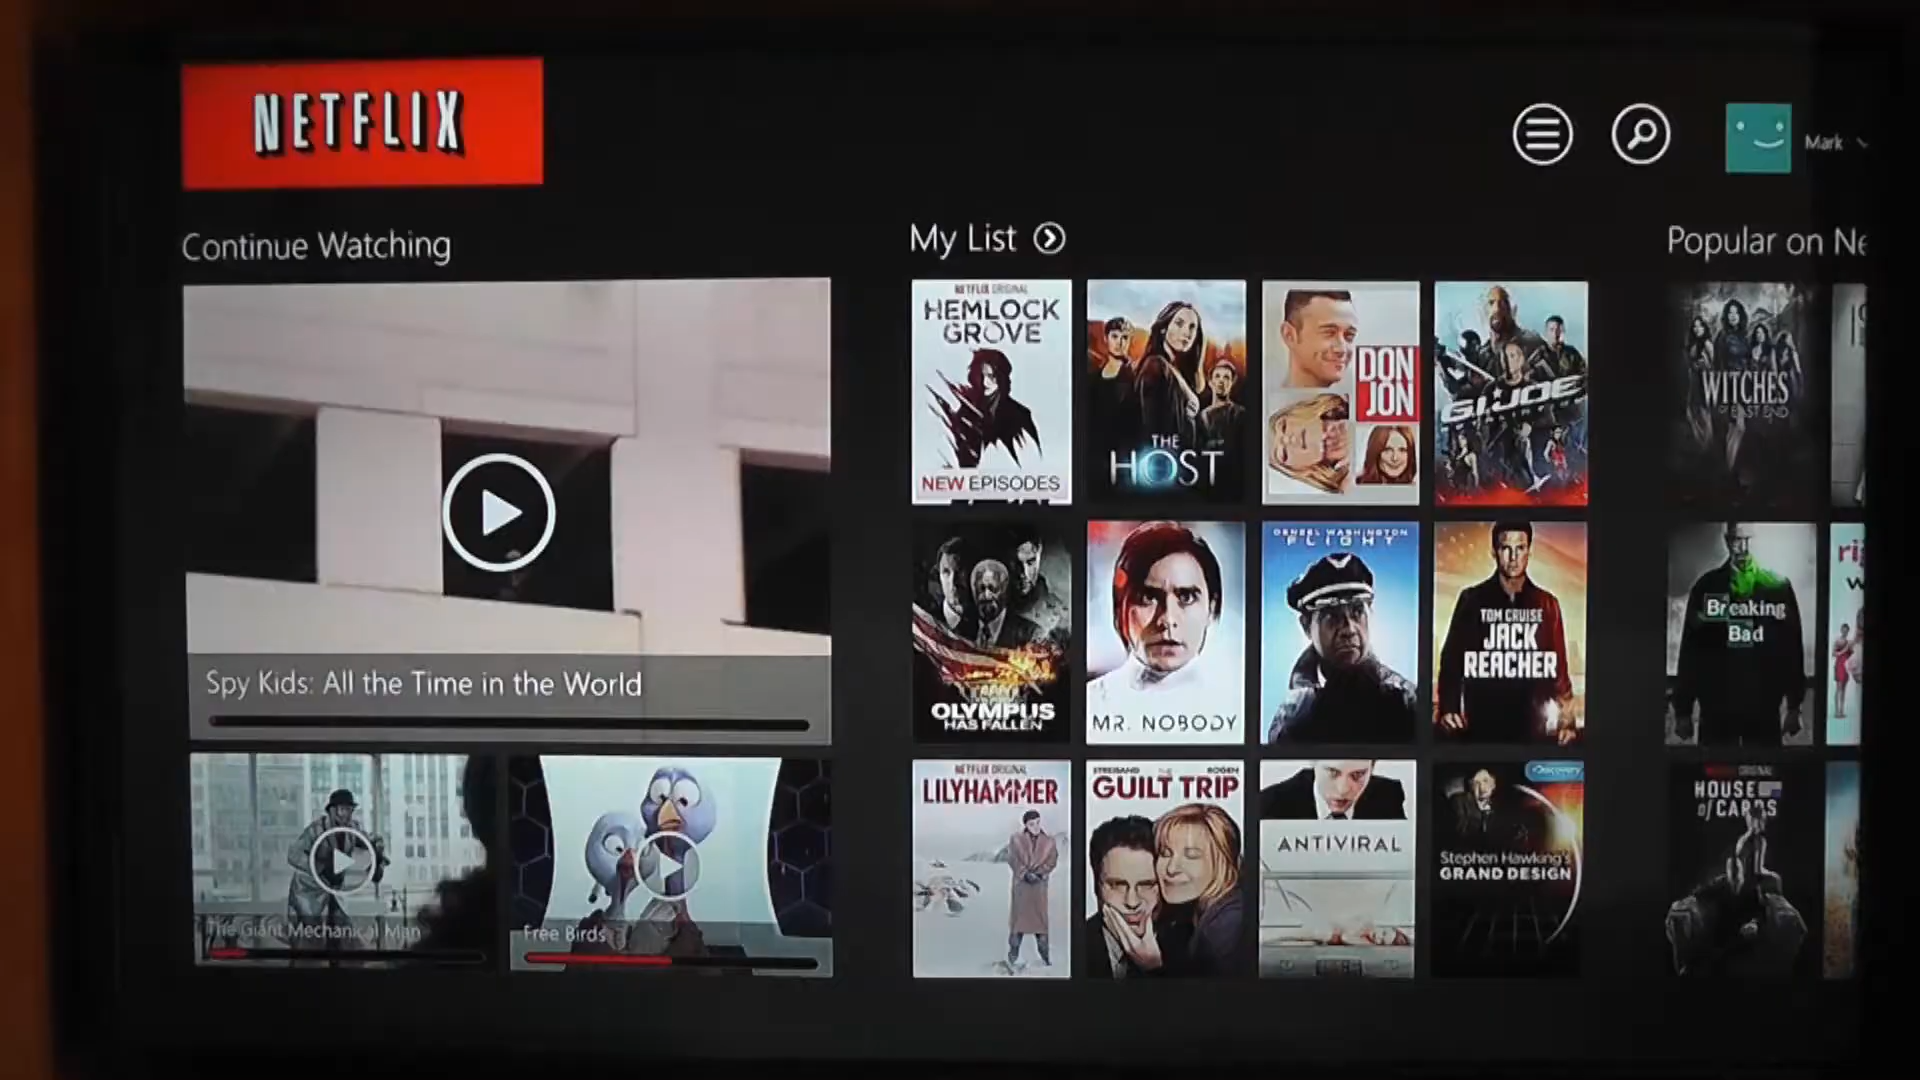 NETFLIX
Mark
Continue Watching
My List
Popular on Ne
Spy Kids: All the Time in the World
The Giant Mechanical Man
Free Birds
NETFLIX ORIGINAL
HEMLOCK
GROVE
NEW EPISODES
THE
HOST
DON
JON
G.I. JOE
WITCHES
OF EAST END
OLYMPUS
HAS FALLEN
MR. NOBODY
DENZEL WASHINGTON
FLIGHT
TOM CRUISE
JACK
REACHER
Breaking
Bad
NETFLIX ORIGINAL
LILYHAMMER
STREISAND ROGEN
THE
GUILT TRIP
ANTIVIRAL
Discovery
Stephen Hawking's
GRAND DESIGN
HOUSE
of CARDS